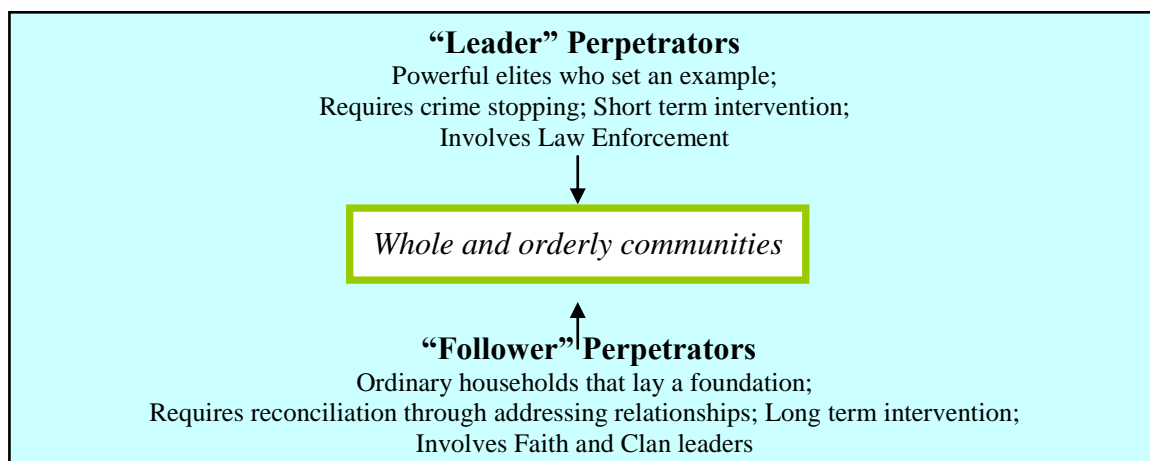 “Leader” Perpetrators
Powerful elites who set an example;
Requires crime stopping; Short term intervention;
Involves Law Enforcement
Whole and orderly communities
“Follower” Perpetrators
Ordinary households that lay a foundation;
Requires reconciliation through addressing relationships; Long term intervention;
Involves Faith and Clan leaders